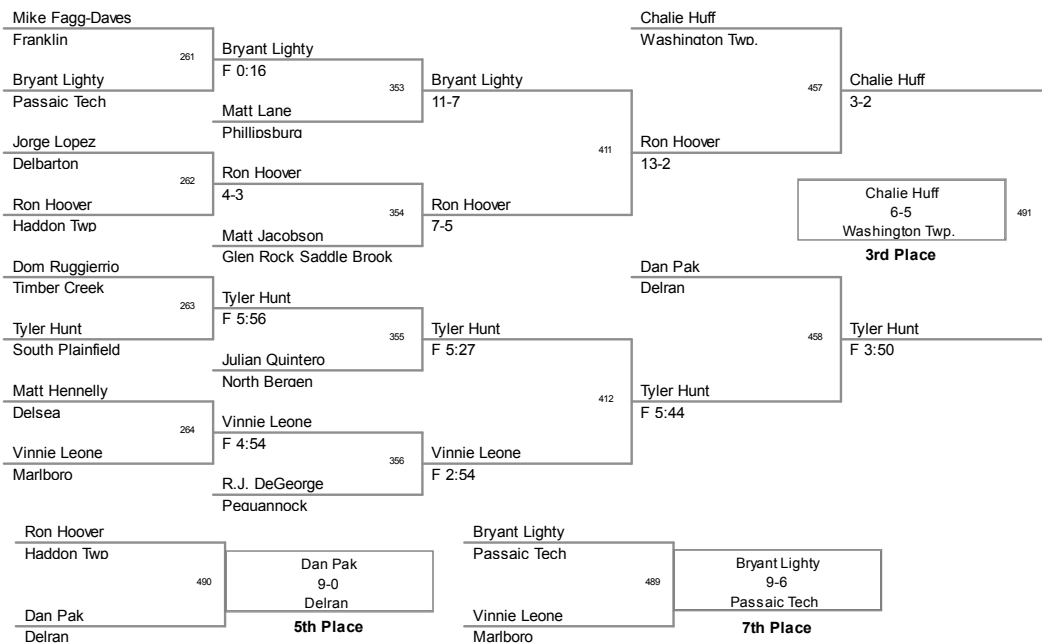 Mike Fagg-Daves
Franklin
261
Bryant Lighty
Passaic Tech
Jorge Lopez
Delbarton
262
Ron Hoover
Haddon Twp
Dom Ruggierrio
Timber Creek
263
Tyler Hunt
South Plainfield
Matt Hennelly
Delsea
264
Vinnie Leone
Marlboro
Bryant Lighty
F 0:16
353
Matt Lane
Phillipsburg
Ron Hoover
4-3
354
Matt Jacobson
Glen Rock Saddle Brook
Tyler Hunt
F 5:56
355
Julian Quintero
North Bergen
Vinnie Leone
F 4:54
356
R.J. DeGeorge
Pequannock
Bryant Lighty
11-7
411
Ron Hoover
7-5
Tyler Hunt
F 5:27
412
Vinnie Leone
F 2:54
Chalie Huff
Washington Twp.
457
Ron Hoover
13-2
Dan Pak
Delran
458
Tyler Hunt
F 5:44
Chalie Huff
3-2
Chalie Huff
6-5
Washington Twp.
491
3rd Place
Tyler Hunt
F 3:50
Ron Hoover
Haddon Twp
490
Dan Pak
Delran
Dan Pak
9-0
Delran
5th Place
Bryant Lighty
Passaic Tech
489
Vinnie Leone
Marlboro
Bryant Lighty
9-6
Passaic Tech
7th Place